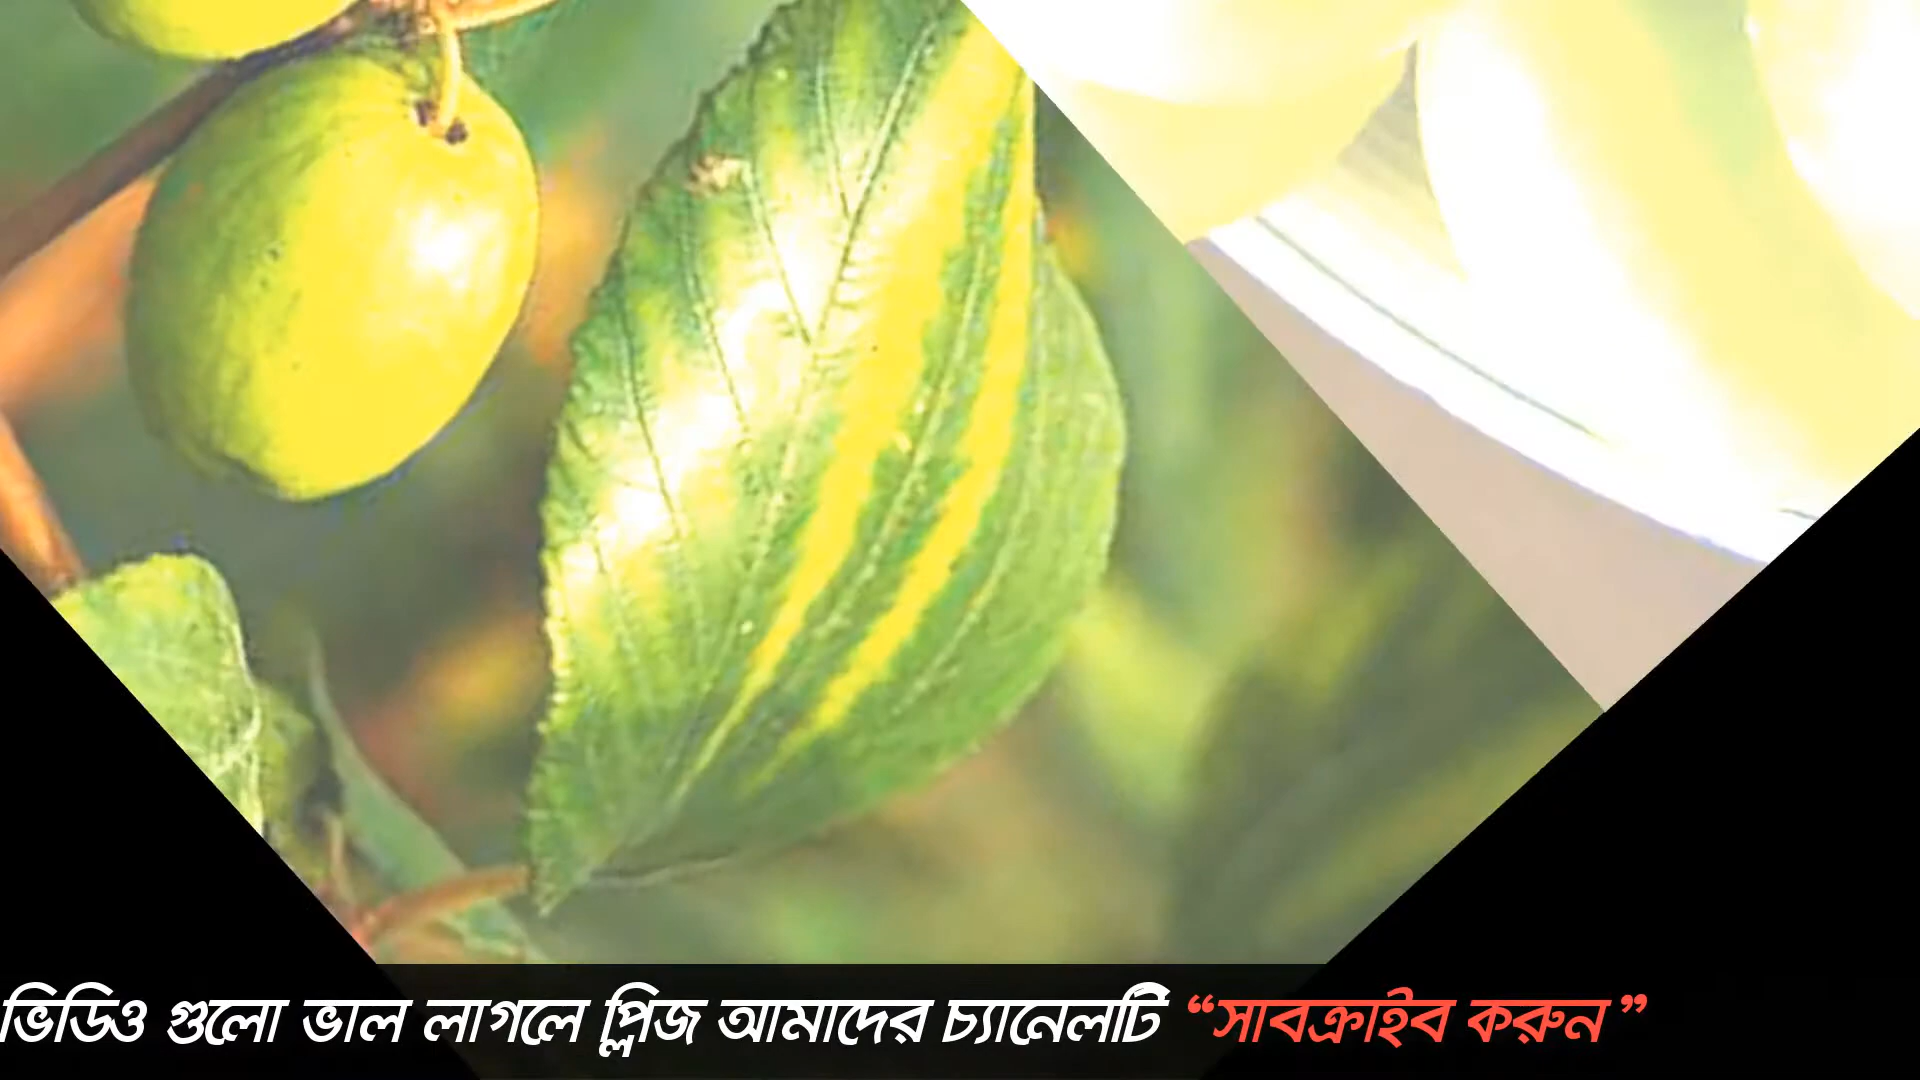 ভিডিও গুলো ভাল লাগলে প্লিজ আমাদের চ্যানেলটি “সাবক্রাইব করুন”